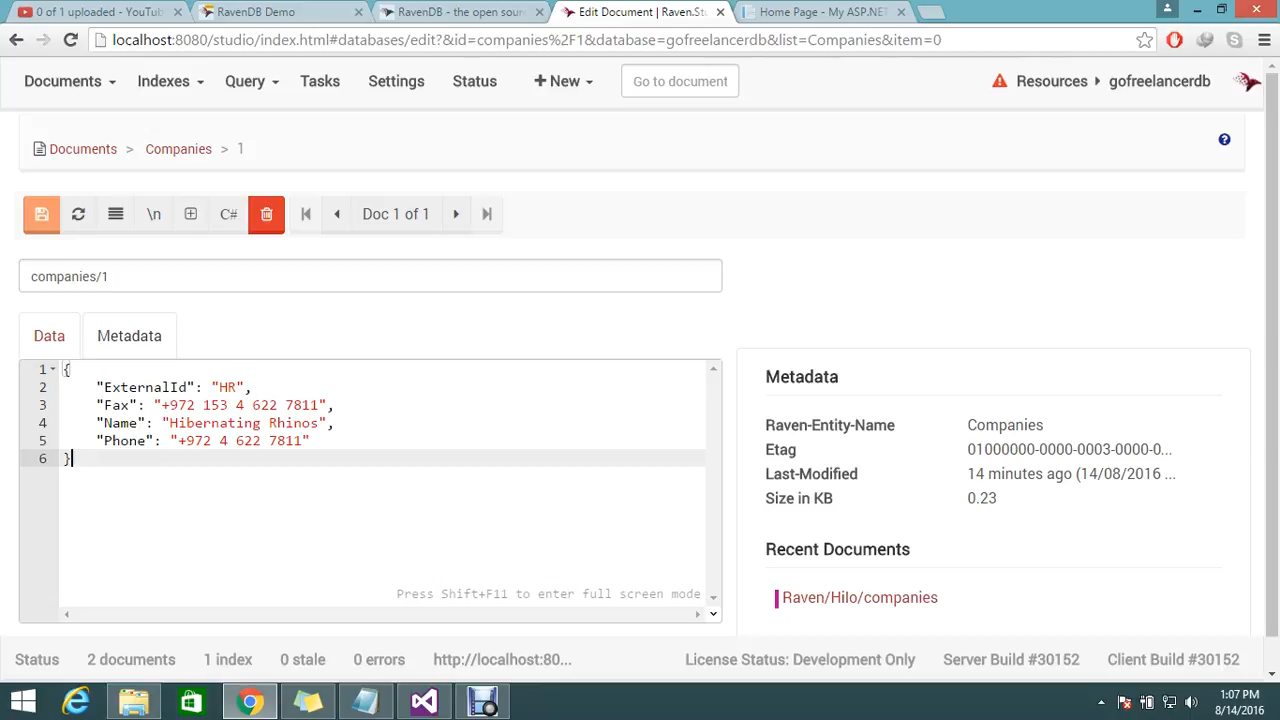 0 of 1 uploaded - YouTub
RavenDB Demo
RavenDB - the open sour
Edit Document | Raven.Stu
Home Page - My ASP.NET
localhost:8080/studio/index.html#databases/edit?&id=companies%2F1&database=gofreelancerdb&list=Companies&item=0
Documents Indexes Query Tasks Settings Status + New Go to document Resources gofreelancerdb
Documents > Companies > 1
\n C# Doc 1 of 1
companies/1
Data Metadata
1 {
2 "ExternalId": "HR",
3 "Fax": "+972 153 4 622 7811",
4 "Name": "Hibernating Rhinos",
5 "Phone": "+972 4 622 7811"
6 }
Press Shift+F11 to enter full screen mode
Metadata
Raven-Entity-Name Companies
Etag 01000000-0000-0003-0000-0...
Last-Modified 14 minutes ago (14/08/2016 ...
Size in KB 0.23
Recent Documents
Raven/Hilo/companies
Status 2 documents 1 index 0 stale 0 errors http://localhost:80... License Status: Development Only Server Build #30152 Client Build #30152
1:07 PM
8/14/2016